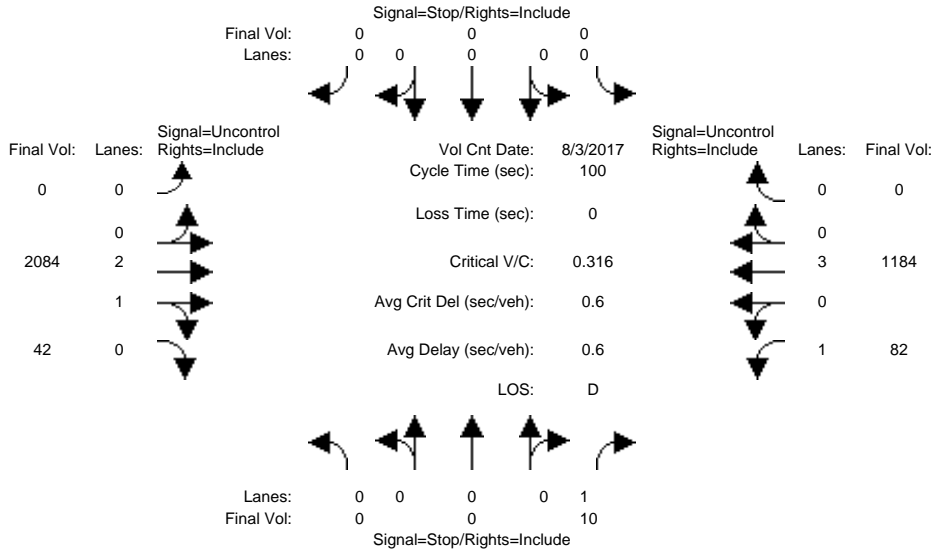 Signal=Stop/Rights=Include
Final Vol: 0 0 0
Lanes: 0 0 0 0 0
Signal=Uncontrol Signal=Uncontrol
Final Vol: Lanes: Rights=Include Vol Cnt Date: 8/3/2017 Rights=Include Lanes: Final Vol:
Cycle Time (sec): 100
0 0 0 0
Loss Time (sec): 0
0 0
2084 2 Critical V/C: 0.316 3 1184
1 Avg Crit Del (sec/veh): 0.6 0
42 0 Avg Delay (sec/veh): 0.6 1 82
LOS: D
Lanes: 0 0 0 0 1
Final Vol: 0 0 10
Signal=Stop/Rights=Include